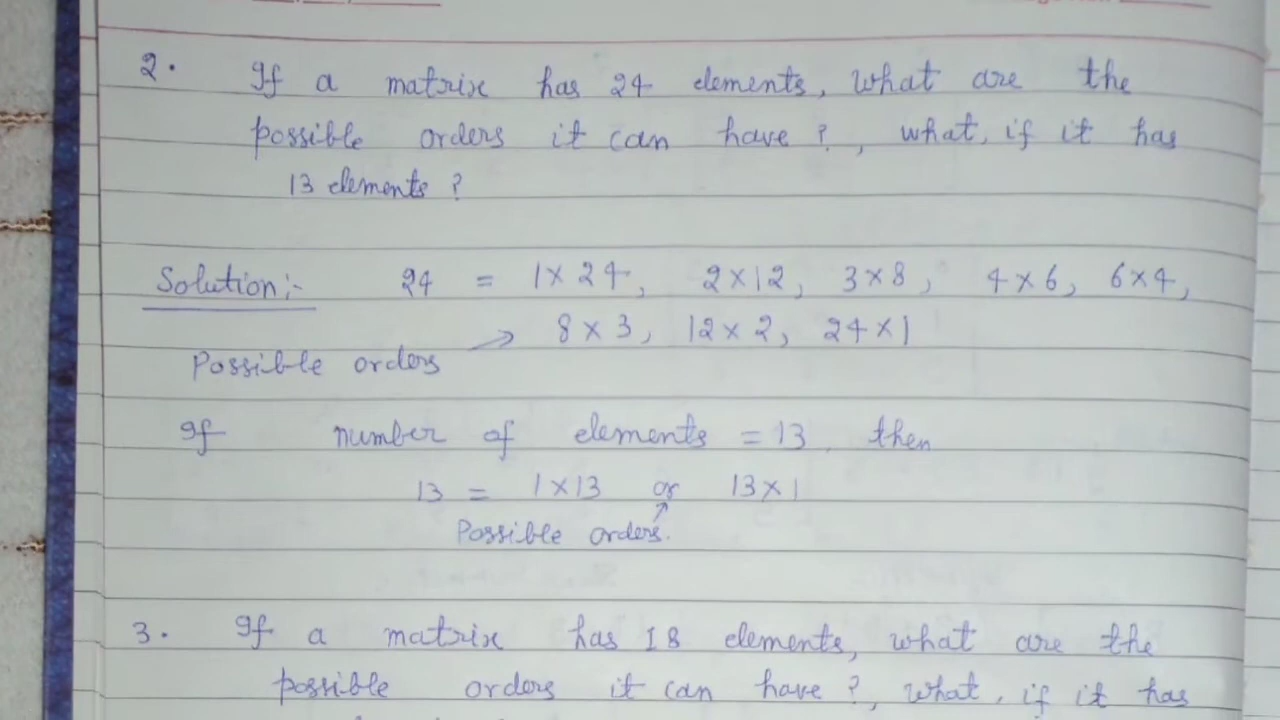 2. If a matrix has 24 elements, what are the
possible orders it can have?, what, if it has
13 elements?
Solution:- 24 = 1×24, 2×12, 3×8, 4×6, 6×4,
8×3, 12×2, 24×1
Possible orders →
If number of elements = 13, then
13 = 1×13 or 13×1
Possible orders.
3. If a matrix has 18 elements, what are the
possible orders it can have?, what, if it has